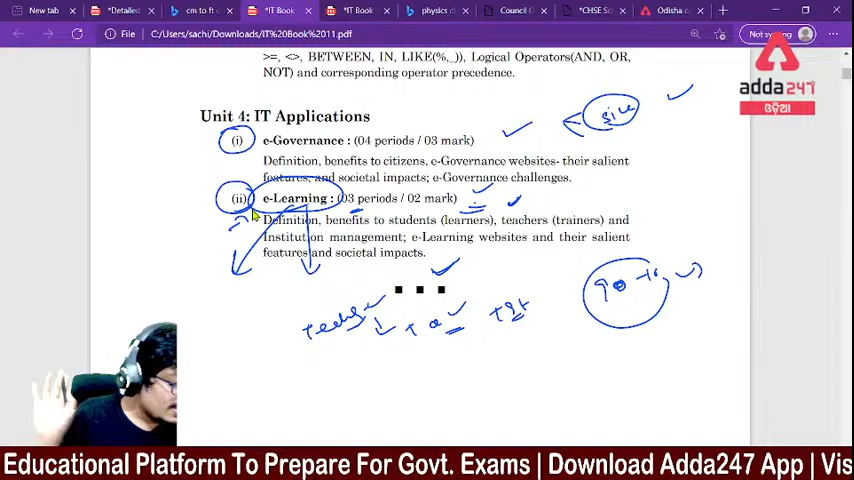 New tab
*Detailed
cm to ft c
*IT Book
*IT Book
physics c
Council O
*CHSE Sc
Odisha c
File
C:/Users/sachi/Downloads/IT%20Book%2011.pdf
Not syncing
>=, <>, BETWEEN, IN, LIKE(%,_)), Logical Operators(AND, OR,
NOT) and corresponding operator precedence.
adda247
ଓଡ଼ିଆ
Unit 4: IT Applications
(i) e-Governance : (04 periods / 03 mark)
Definition, benefits to citizens, e-Governance websites- their salient
features, and societal impacts; e-Governance challenges.
(ii) e-Learning : (03 periods / 02 mark)
Definition, benefits to students (learners), teachers (trainers) and
Institution management; e-Learning websites and their salient
features and societal impacts.
Educational Platform To Prepare For Govt. Exams | Download Adda247 App | Vis